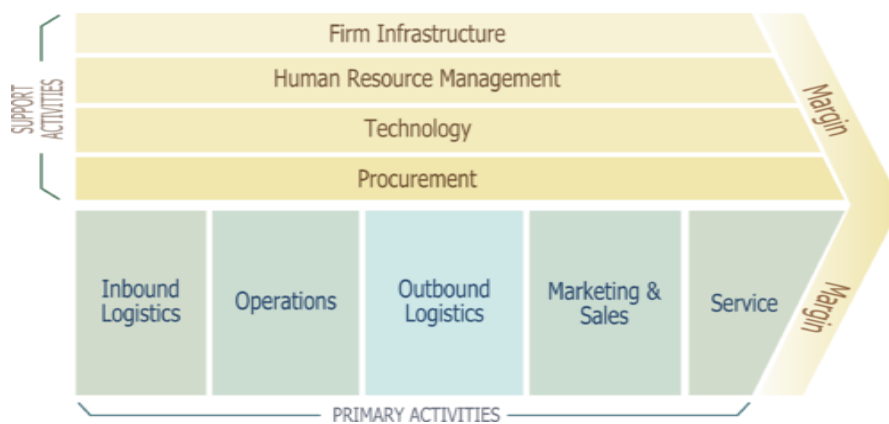 SUPPORT
ACTIVITIES
Firm Infrastructure
Human Resource Management
Technology
Procurement
Margin
Inbound
Logistics
Operations
Outbound
Logistics
Marketing &
Sales
Service
Margin
PRIMARY ACTIVITIES